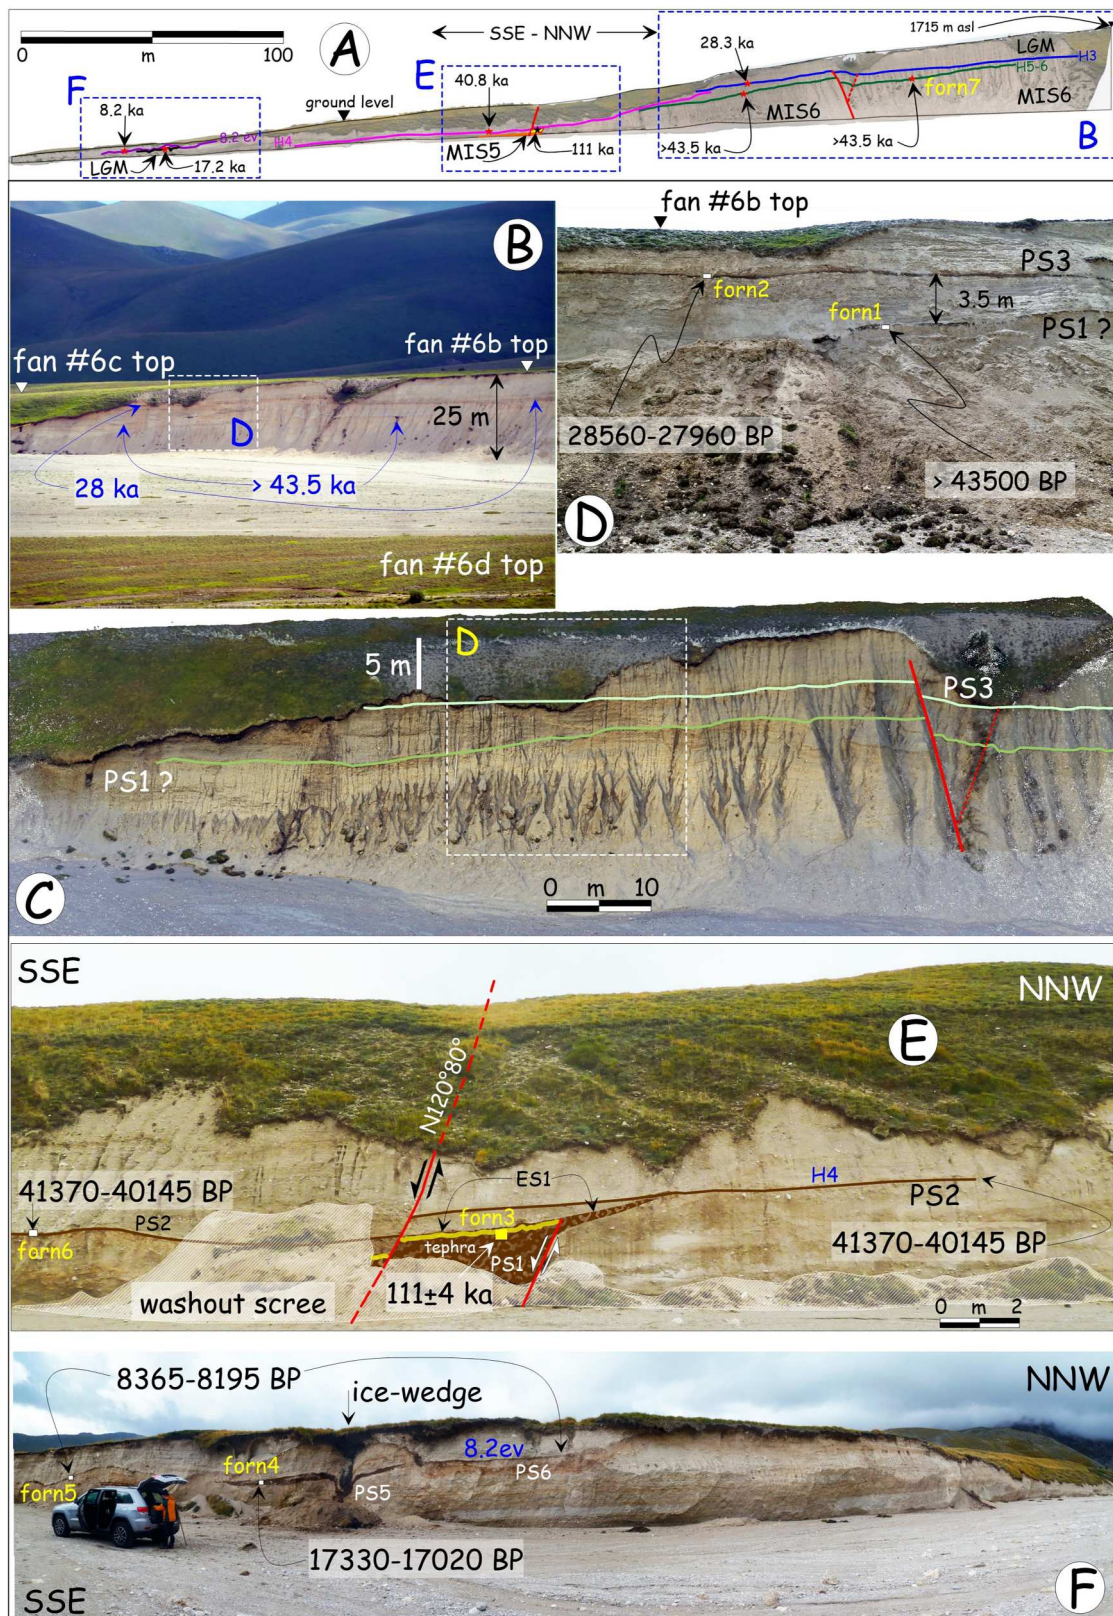 A
0 m 100
SSE - NNW
1715 m asl
28.3 ka
LGM
H3
H5-6
forn7
MIS6
MIS6
B
>43.5 ka
>43.5 ka
E
40.8 ka
MIS5
111 ka
H4
ground level
F
8.2 ka
8.2 ev
LGM
17.2 ka
B
fan #6c top
fan #6b top
D
25 m
28 ka
> 43.5 ka
fan #6d top
fan #6b top
PS3
forn2
3.5 m
forn1
PS1 ?
28560-27960 BP
> 43500 BP
D
5 m
D
PS3
PS1 ?
0 m 10
C
SSE
NNW
E
N120°80°
41370-40145 BP
ES1
H4
PS2
PS2
forn3
forn6
tephra
PS1
41370-40145 BP
111±4 ka
washout scree
0 m 2
8365-8195 BP
NNW
ice-wedge
8.2ev
forn4
PS6
forn5
PS5
17330-17020 BP
SSE
F